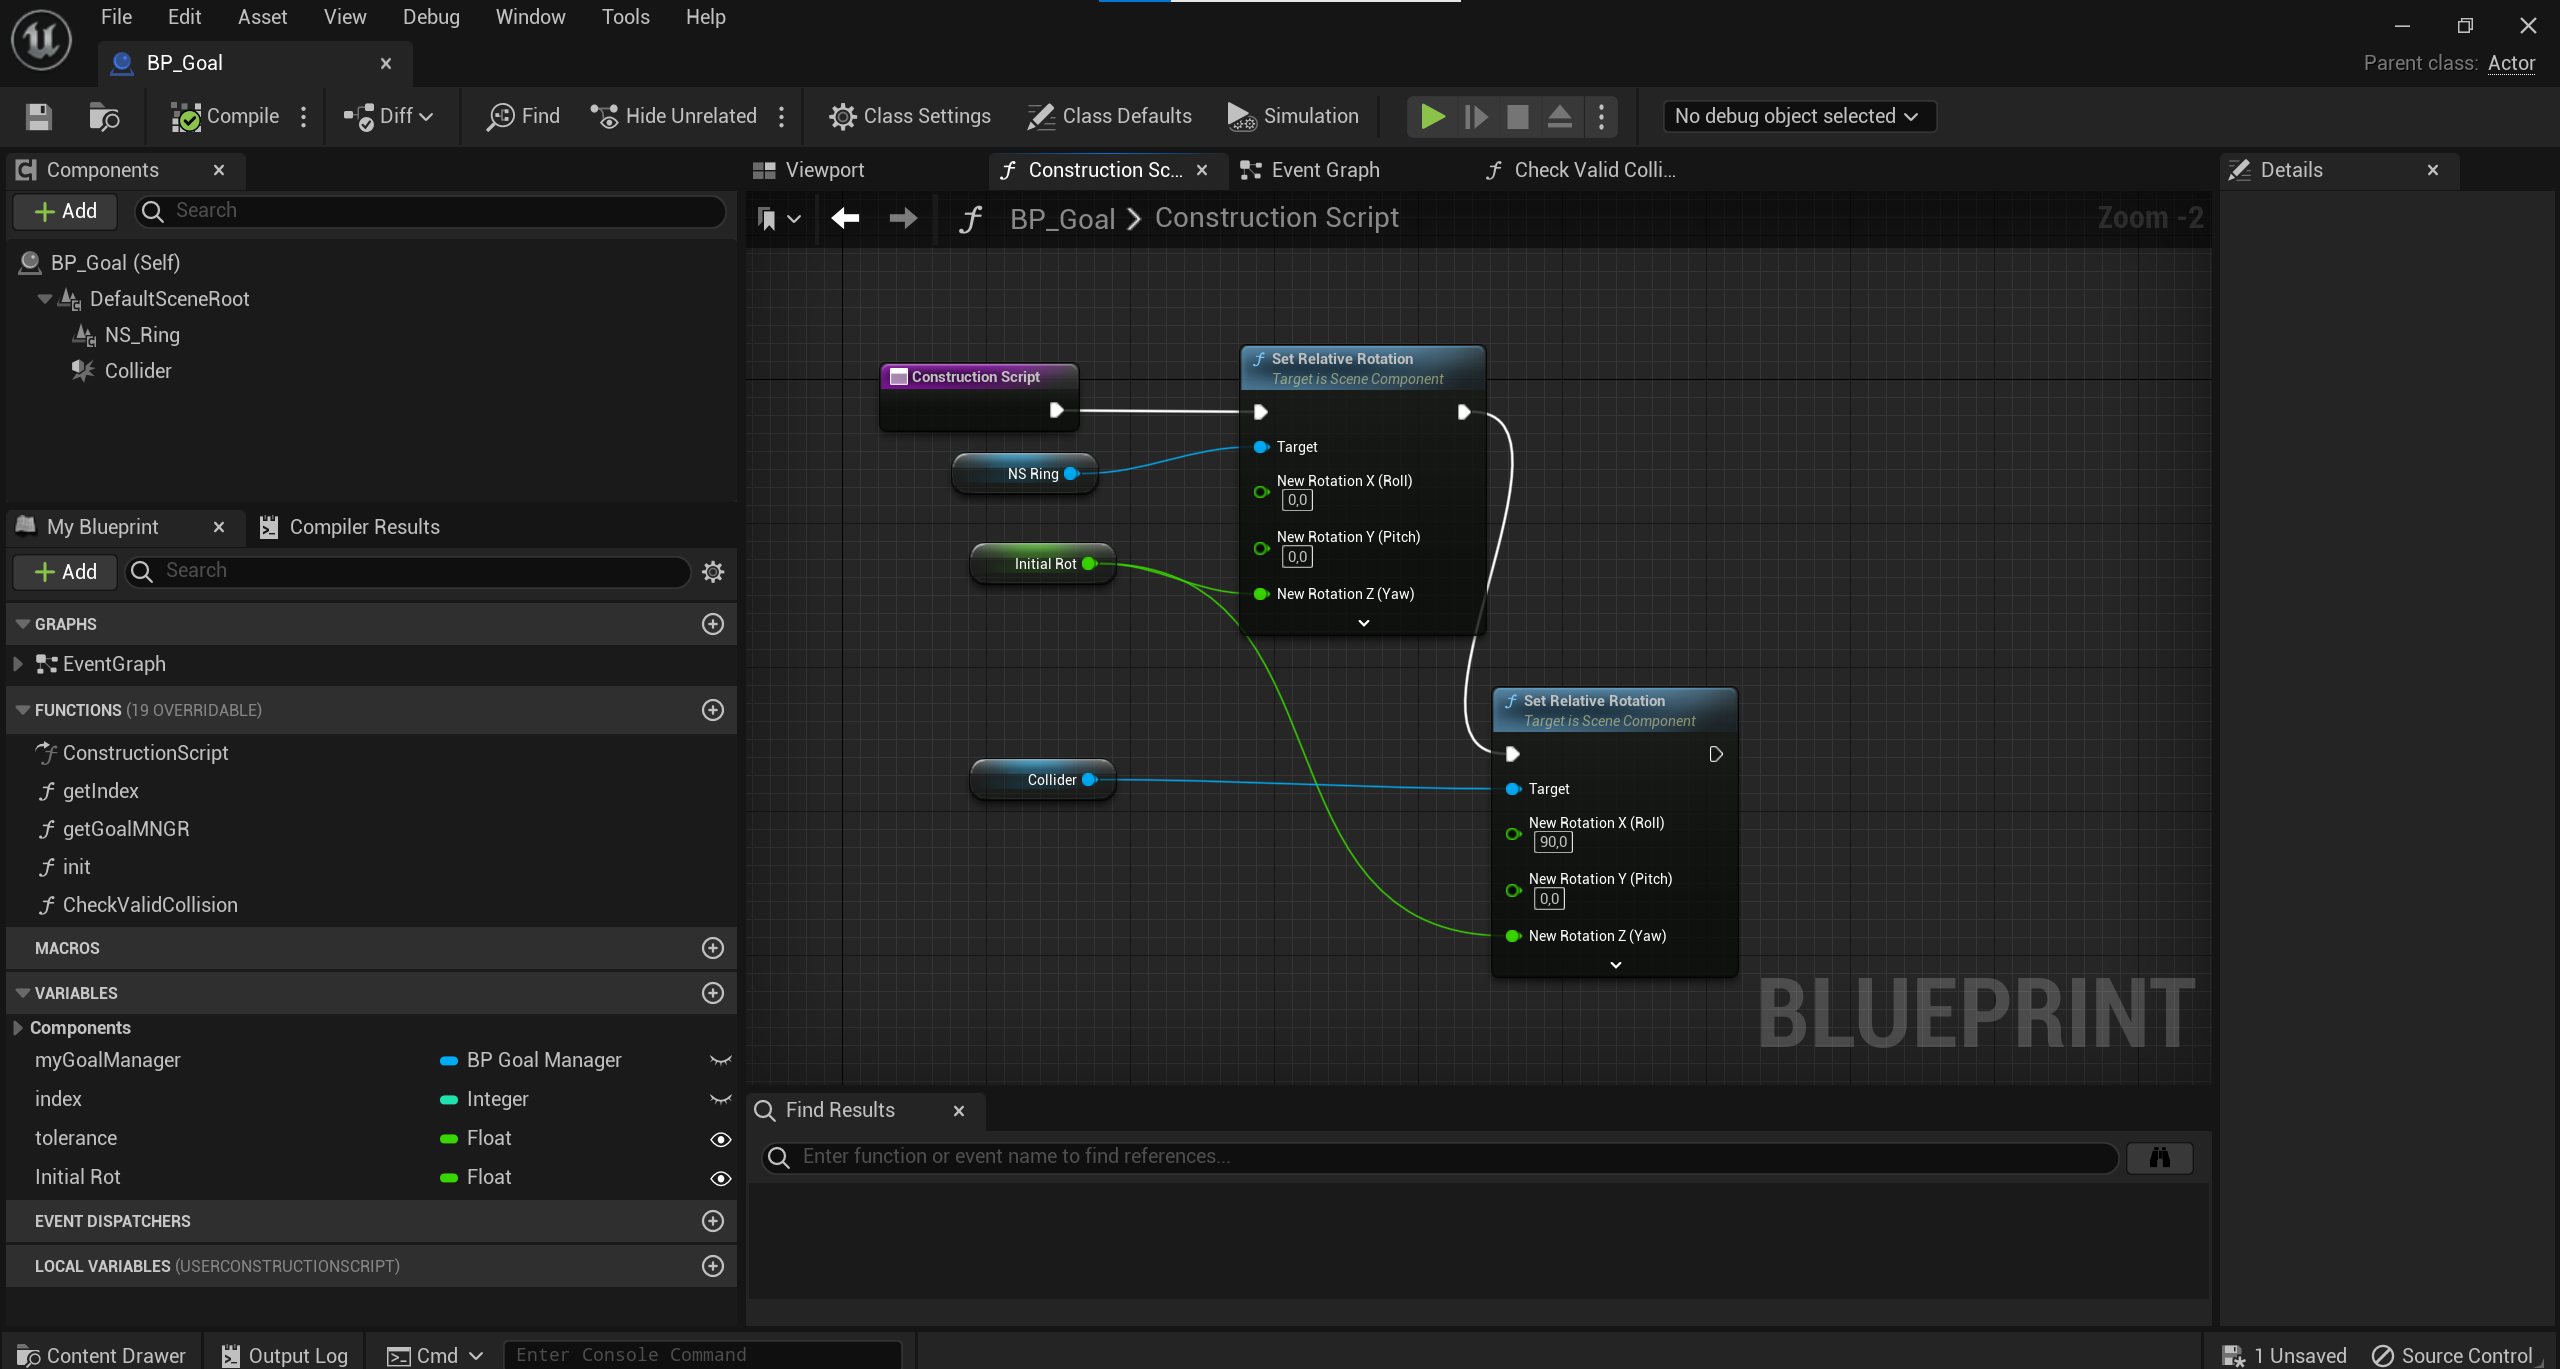 File Edit Asset View Debug Window Tools Help
BP_Goal
Parent class: Actor
Compile Diff Find Hide Unrelated Class Settings Class Defaults Simulation No debug object selected
Components
Add Search
BP_Goal (Self)
DefaultSceneRoot
NS_Ring
Collider
My Blueprint Compiler Results
Add Search
GRAPHS
EventGraph
FUNCTIONS (19 OVERRIDABLE)
ConstructionScript
getIndex
getGoalMNGR
init
CheckValidCollision
MACROS
VARIABLES
Components
myGoalManager BP Goal Manager
index Integer
tolerance Float
Initial Rot Float
EVENT DISPATCHERS
LOCAL VARIABLES (USERCONSTRUCTIONSCRIPT)
Viewport Construction Sc... Event Graph Check Valid Colli...
BP_Goal > Construction Script Zoom -2
Construction Script
NS Ring
Initial Rot
Collider
Set Relative Rotation
Target is Scene Component
Target
New Rotation X (Roll)
0,0
New Rotation Y (Pitch)
0,0
New Rotation Z (Yaw)
Set Relative Rotation
Target is Scene Component
Target
New Rotation X (Roll)
90,0
New Rotation Y (Pitch)
0,0
New Rotation Z (Yaw)
BLUEPRINT
Find Results
Enter function or event name to find references...
Details
Content Drawer Output Log Cmd Enter Console Command 1 Unsaved Source Control